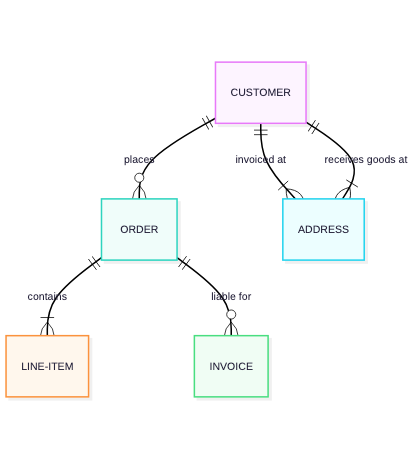 CUSTOMER
places
invoiced at
receives goods at
ORDER
ADDRESS
contains
liable for
LINE-ITEM
INVOICE